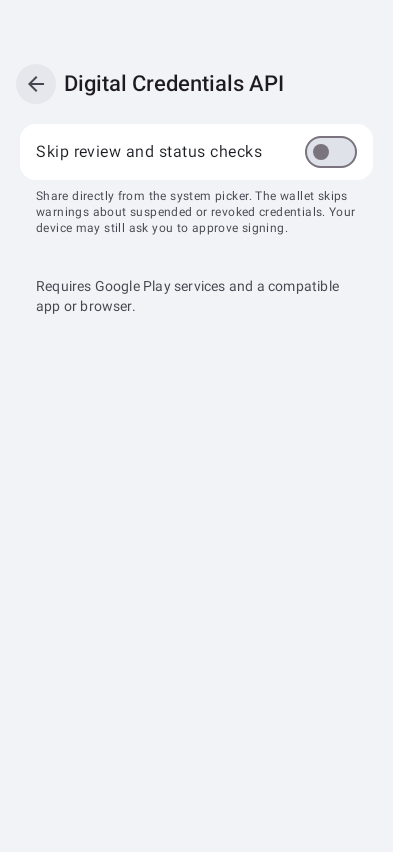 Digital Credentials API
Skip review and status checks
Share directly from the system picker. The wallet skips
warnings about suspended or revoked credentials. Your
device may still ask you to approve signing.
Requires Google Play services and a compatible
app or browser.